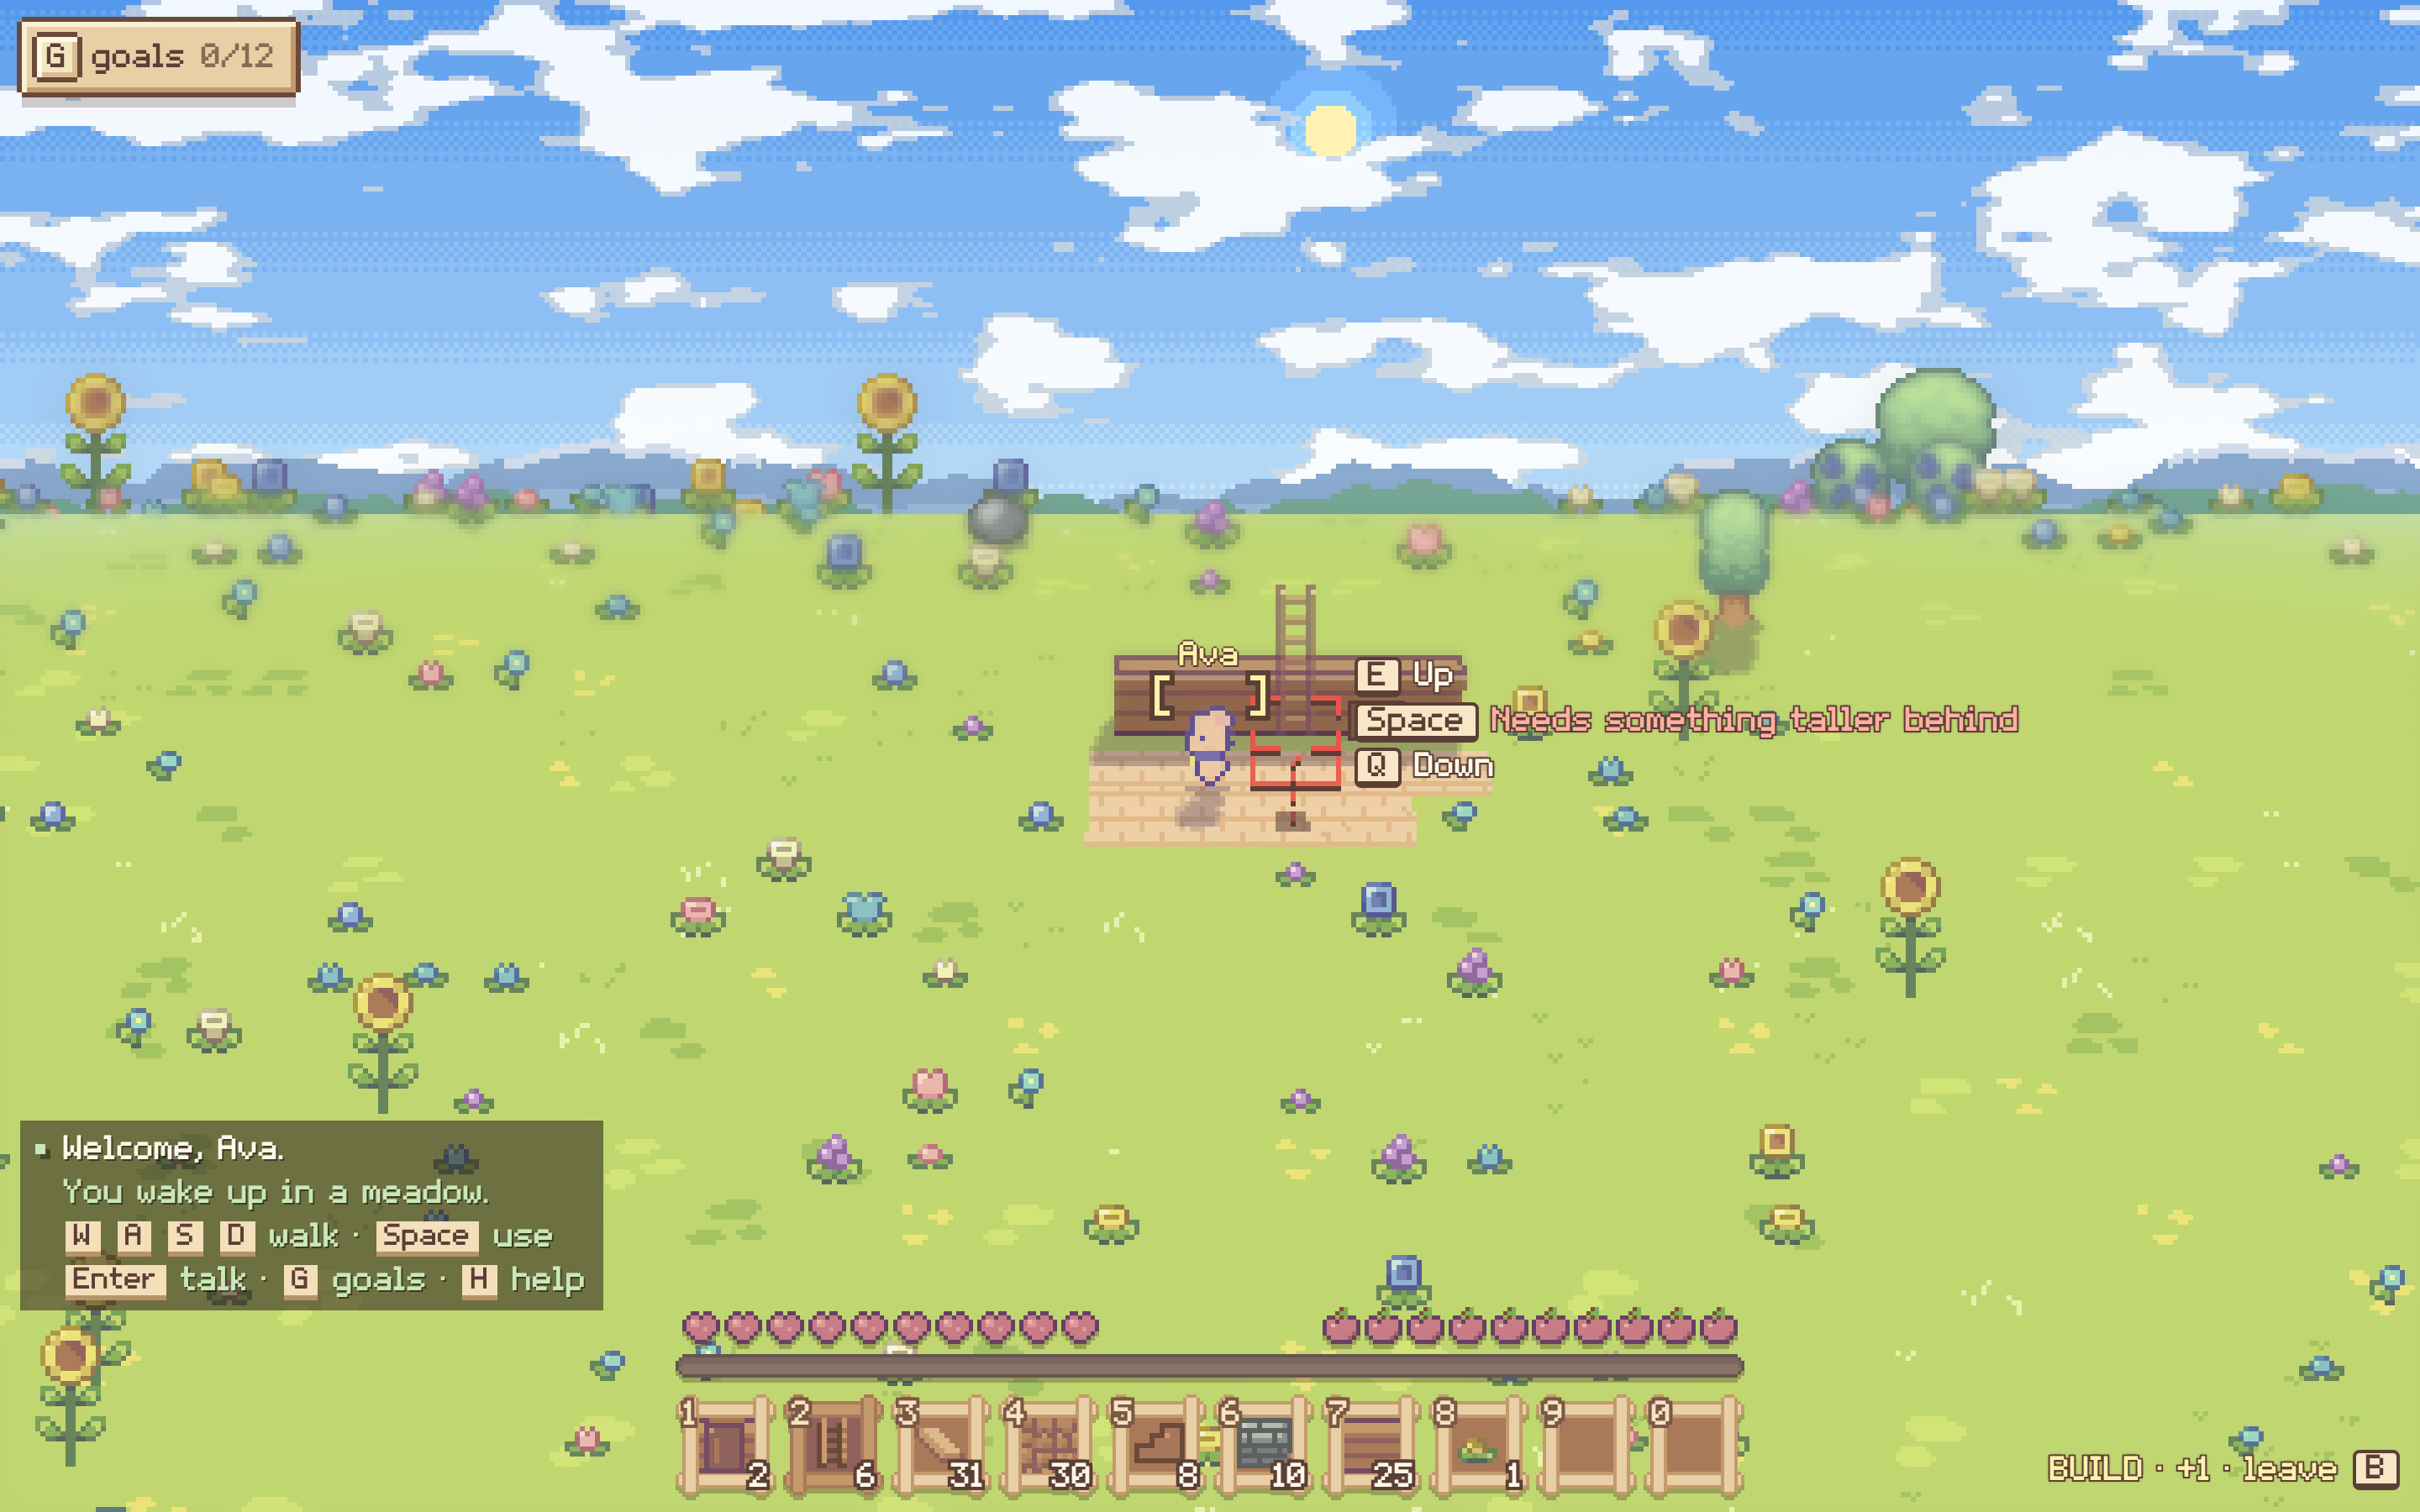 G goals 0/12
Ava
E Up
Space Needs something taller behind
Q Down
Welcome, Ava.
You wake up in a meadow.
W A S D walk · Space use
Enter talk · G goals · H help
1 2 3 4 5 6 7 8 9 0
2 6 31 30 8 10 25 1
BUILD · +1 · leave B